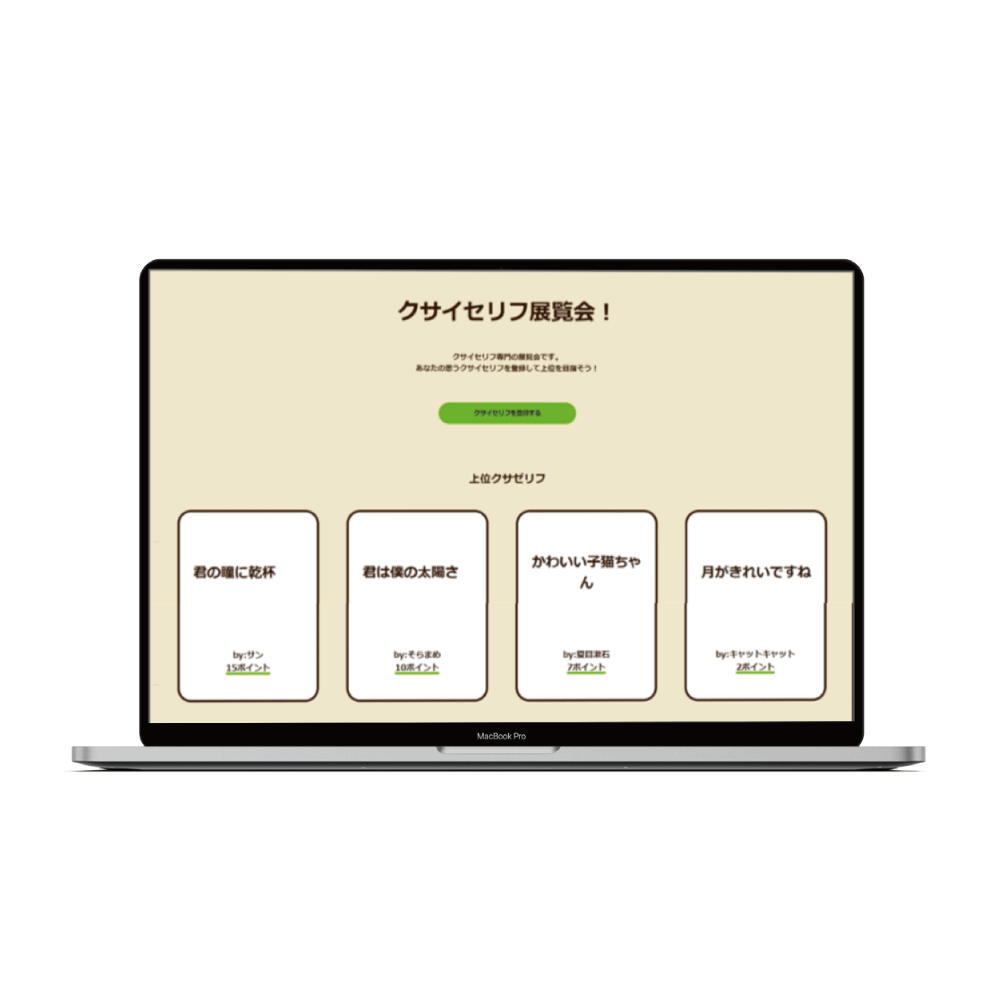 クサイセリフ展覧会！
クサイセリフ専門の展覧会です。
あなたの思うクサイセリフを登録して上位を目指そう！
クサイセリフを登録する
上位クサゼリフ
君の瞳に乾杯
by:サン
15ポイント
君は僕の太陽さ
by:そらまめ
10ポイント
かわいい子猫ちゃ
ん
by:夏目漱石
7ポイント
月がきれいですね
by:キャットキャット
2ポイント
MacBook Pro